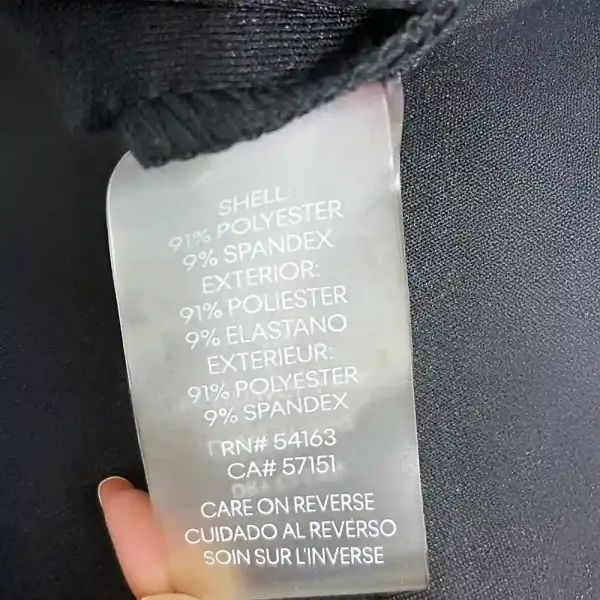 SHELL:
91% POLYESTER
9% SPANDEX
EXTERIOR:
91% POLIESTER
9% ELASTANO
EXTERIEUR:
91% POLYESTER
9% SPANDEX
RN# 54163
CA# 57151
CARE ON REVERSE
CUIDADO AL REVERSO
SOIN SUR L'INVERSE